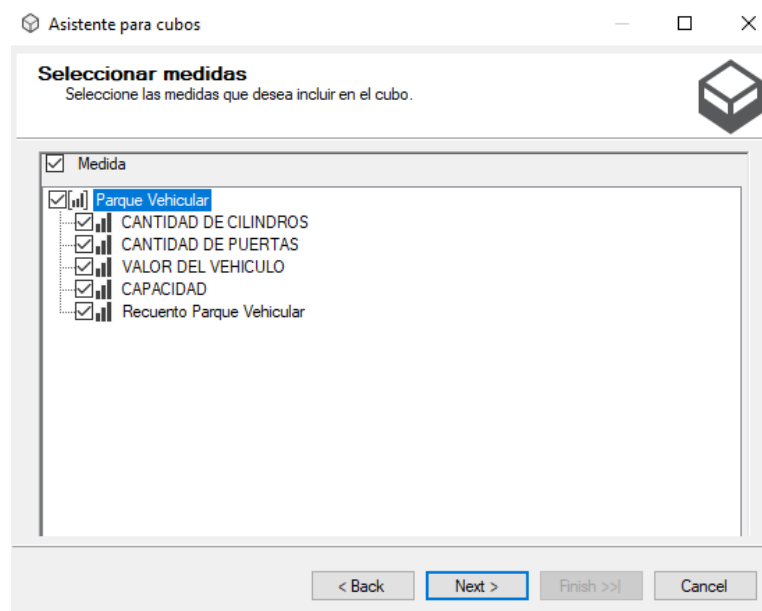 Asistente para cubos
Seleccionar medidas
Seleccione las medidas que desea incluir en el cubo.
Medida
Parque Vehicular
CANTIDAD DE CILINDROS
CANTIDAD DE PUERTAS
VALOR DEL VEHICULO
CAPACIDAD
Recuento Parque Vehicular
< Back Next > Finish >>| Cancel